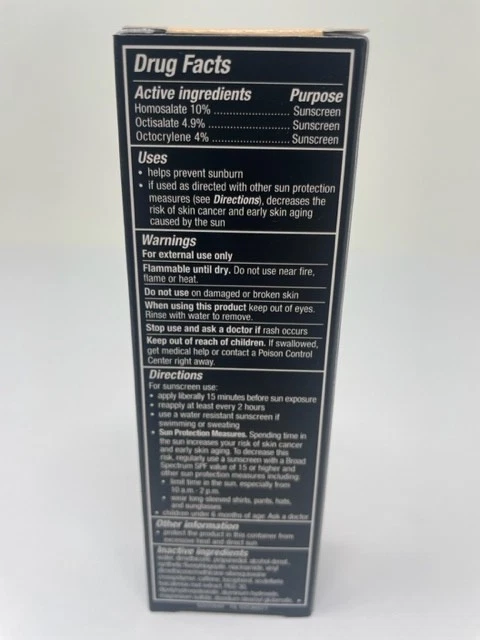 Drug Facts
Active ingredients Purpose
Homosalate 10% ........................ Sunscreen
Octisalate 4.9% ........................ Sunscreen
Octocrylene 4% ........................ Sunscreen
Uses
• helps prevent sunburn
• if used as directed with other sun protection
measures (see Directions), decreases the
risk of skin cancer and early skin aging
caused by the sun
Warnings
For external use only
Flammable until dry. Do not use near fire,
flame or heat.
Do not use on damaged or broken skin
When using this product keep out of eyes.
Rinse with water to remove.
Stop use and ask a doctor if rash occurs
Keep out of reach of children. If swallowed,
get medical help or contact a Poison Control
Center right away.
Directions
For sunscreen use:
• apply liberally 15 minutes before sun exposure
• reapply at least every 2 hours
• use a water resistant sunscreen if
swimming or sweating
• Sun Protection Measures. Spending time in
the sun increases your risk of skin cancer
and early skin aging. To decrease this
risk, regularly use a sunscreen with a Broad
Spectrum SPF value of 15 or higher and
other sun protection measures including:
• limit time in the sun, especially from
10 a.m. - 2 p.m.
• wear long-sleeved shirts, pants, hats,
and sunglasses
• children under 6 months of age: Ask a doctor
Other information
• protect the product in this container from
excessive heat and direct sun
Inactive ingredients
water, dimethicone, propanediol, alcohol denat.,